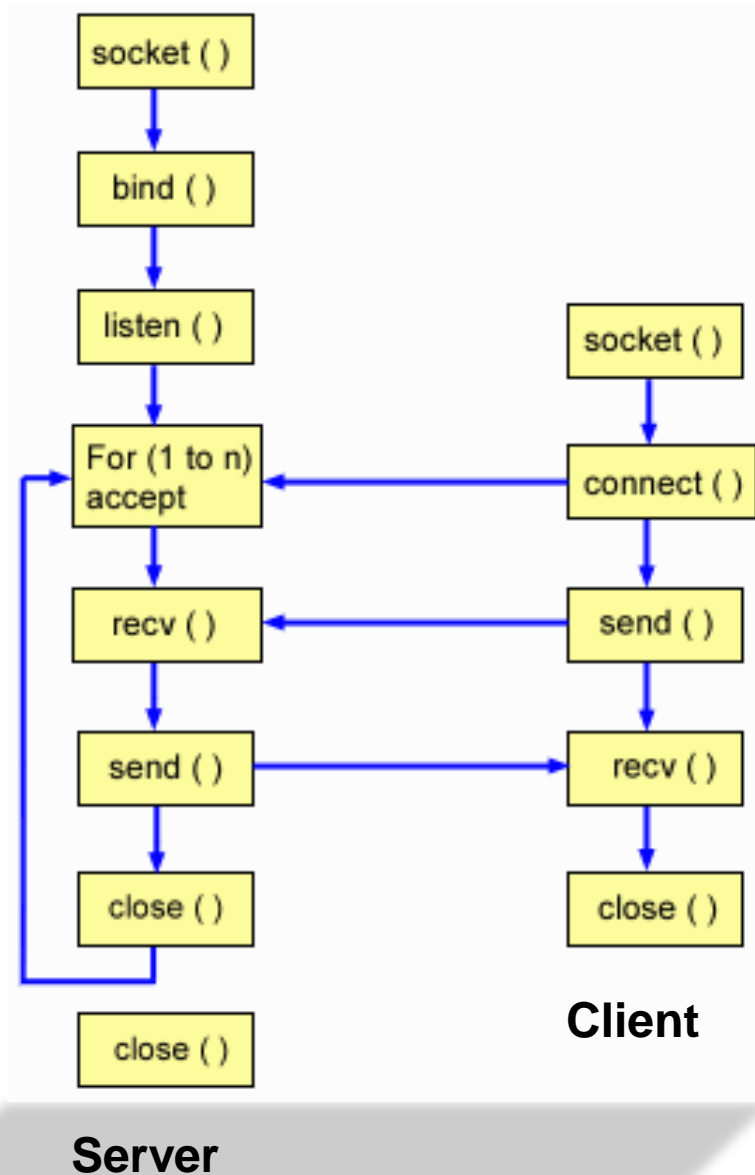 socket ( )
bind ( )
listen ( )
For (1 to n)
accept
recv ( )
send ( )
close ( )
close ( )
Server
socket ( )
connect ( )
send ( )
recv ( )
close ( )
Client